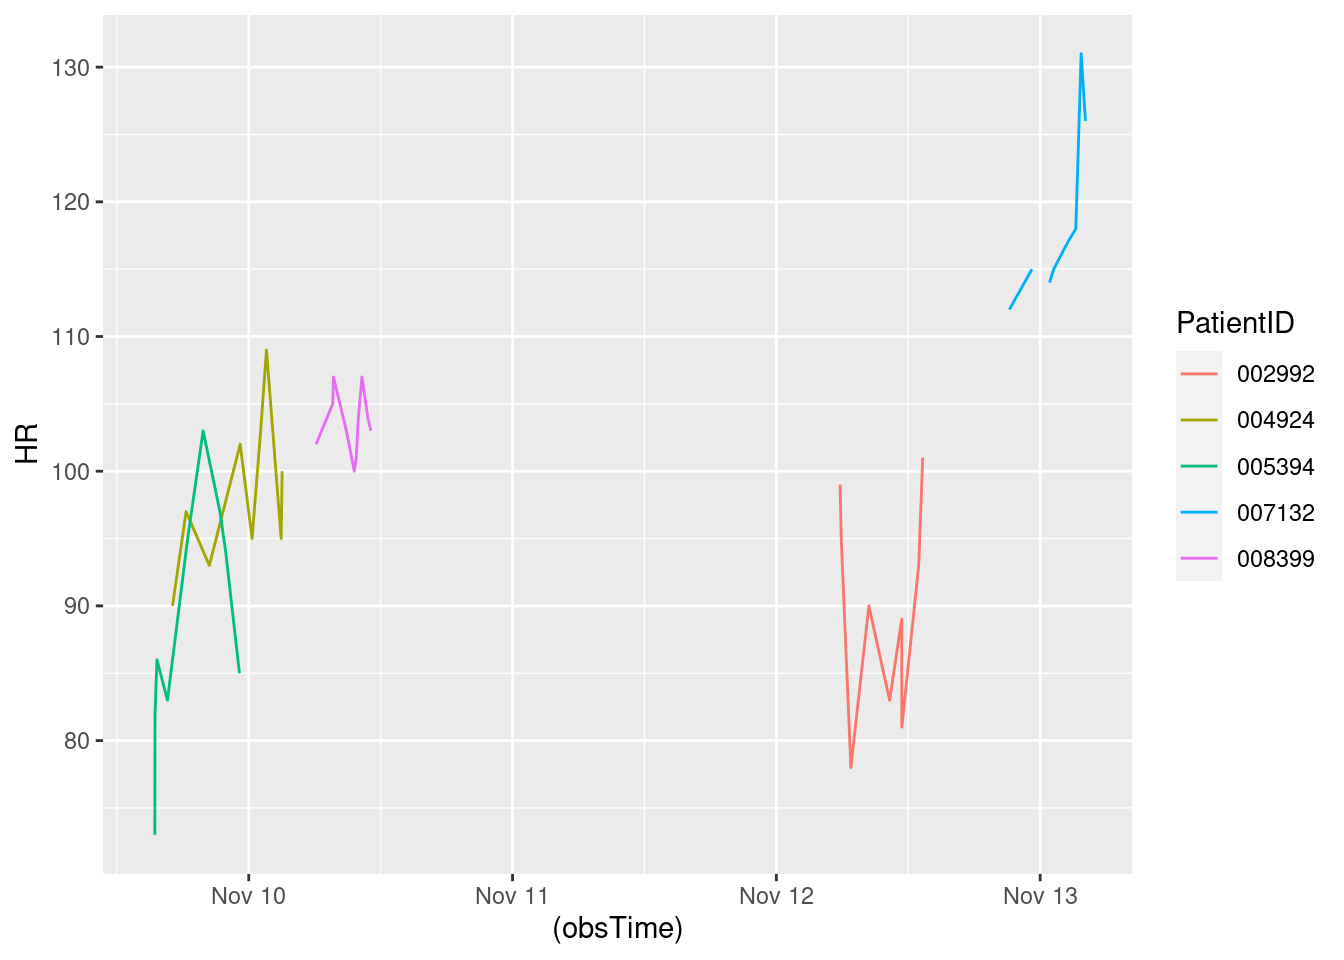 130
120
110
100
90
80
HR
Nov 10
Nov 11
Nov 12
Nov 13
(obsTime)
PatientID
002992
004924
005394
007132
008399